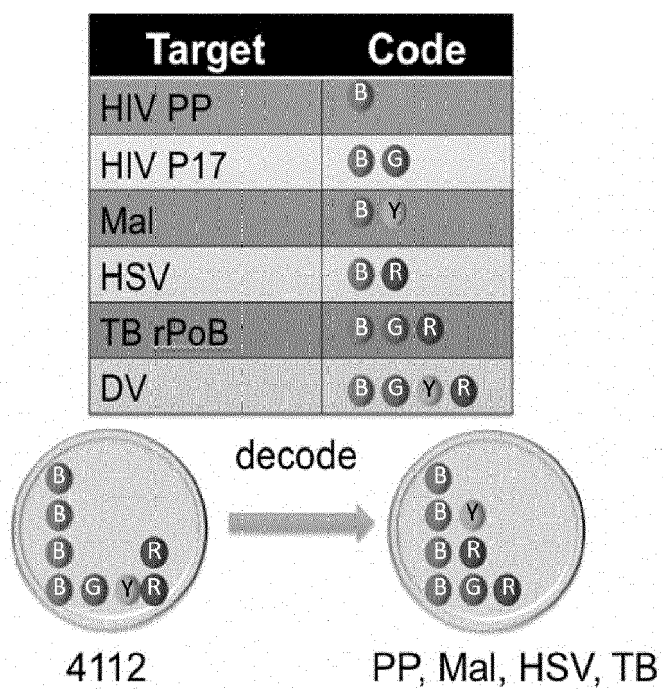 Target Code
HIV PP B
HIV P17 B G
Mal B Y
HSV B R
TB rPoB B G R
DV B G Y R
decode
B B
B B Y
B R B R
B G Y R B G R
4112 PP, Mal, HSV, TB